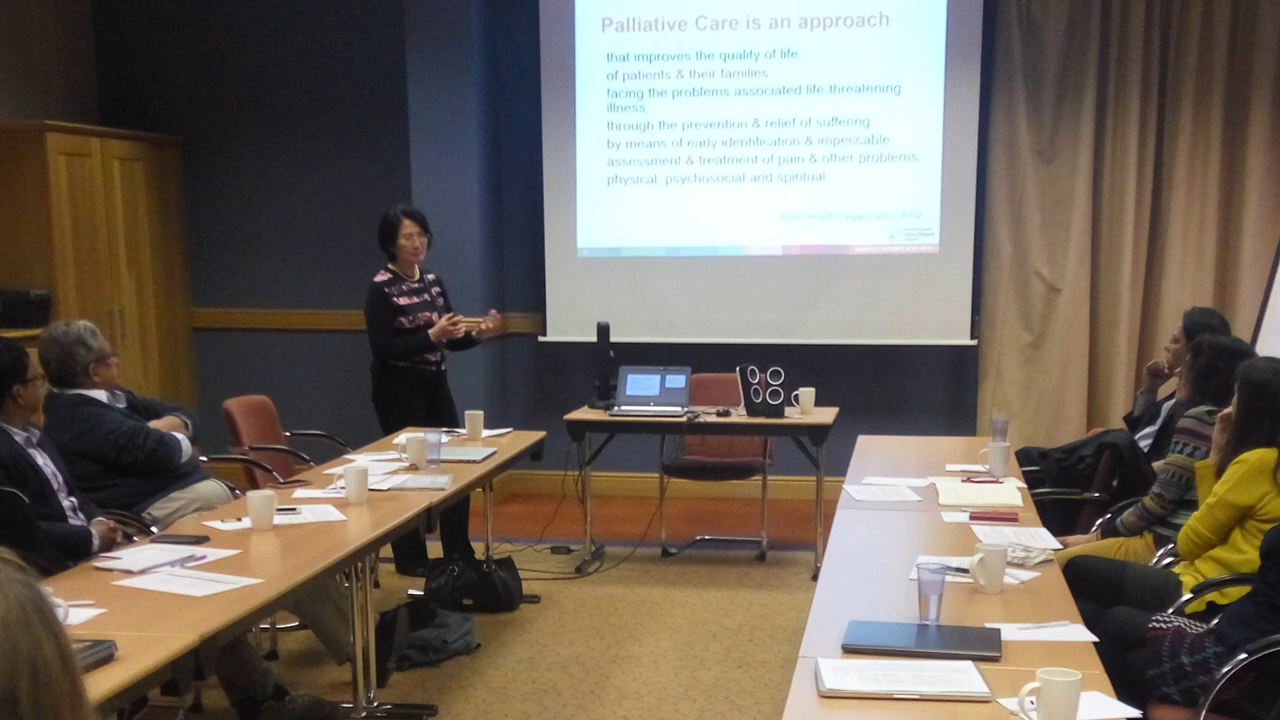 Palliative Care is an approach
that improves the quality of life
of patients & their families
facing the problems associated life-threatening
illness,
through the prevention & relief of suffering
by means of early identification & impeccable
assessment & treatment of pain & other problems,
physical, psychosocial and spiritual
World Health Organization 2002